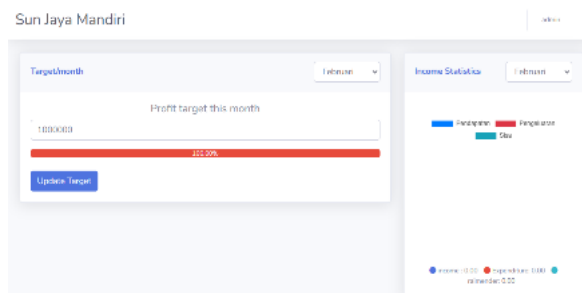 Sun Jaya Mandiri
admin
Target/month
Februari
Profit target this month
1000000
100.00%
Update Target
Income Statistics
Februari
Pendapatan Pengeluaran
Sisa
Income : 0.00 Expenditure: 0.00
0.00